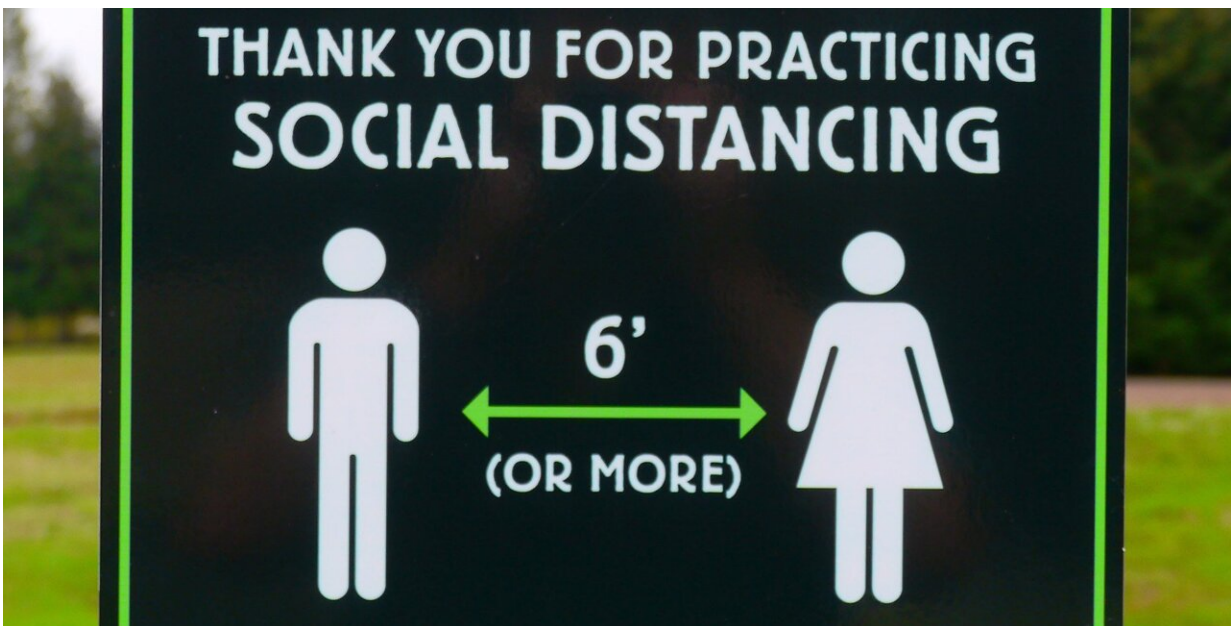 THANK YOU FOR PRACTICING
SOCIAL DISTANCING
6’
(OR MORE)